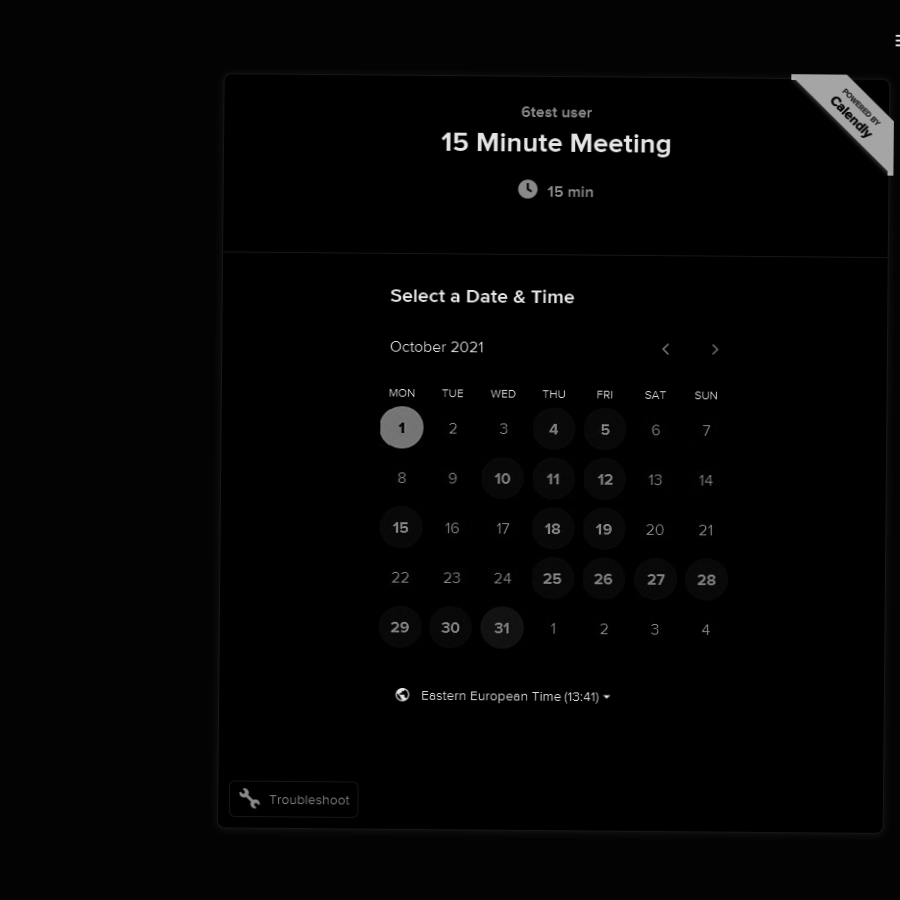 POWERED BY
Calendly
6test user
15 Minute Meeting
15 min
Select a Date & Time
October 2021
MON TUE WED THU FRI SAT SUN
1 2 3 4 5 6 7
8 9 10 11 12 13 14
15 16 17 18 19 20 21
22 23 24 25 26 27 28
29 30 31 1 2 3 4
Eastern European Time (13:41)
Troubleshoot